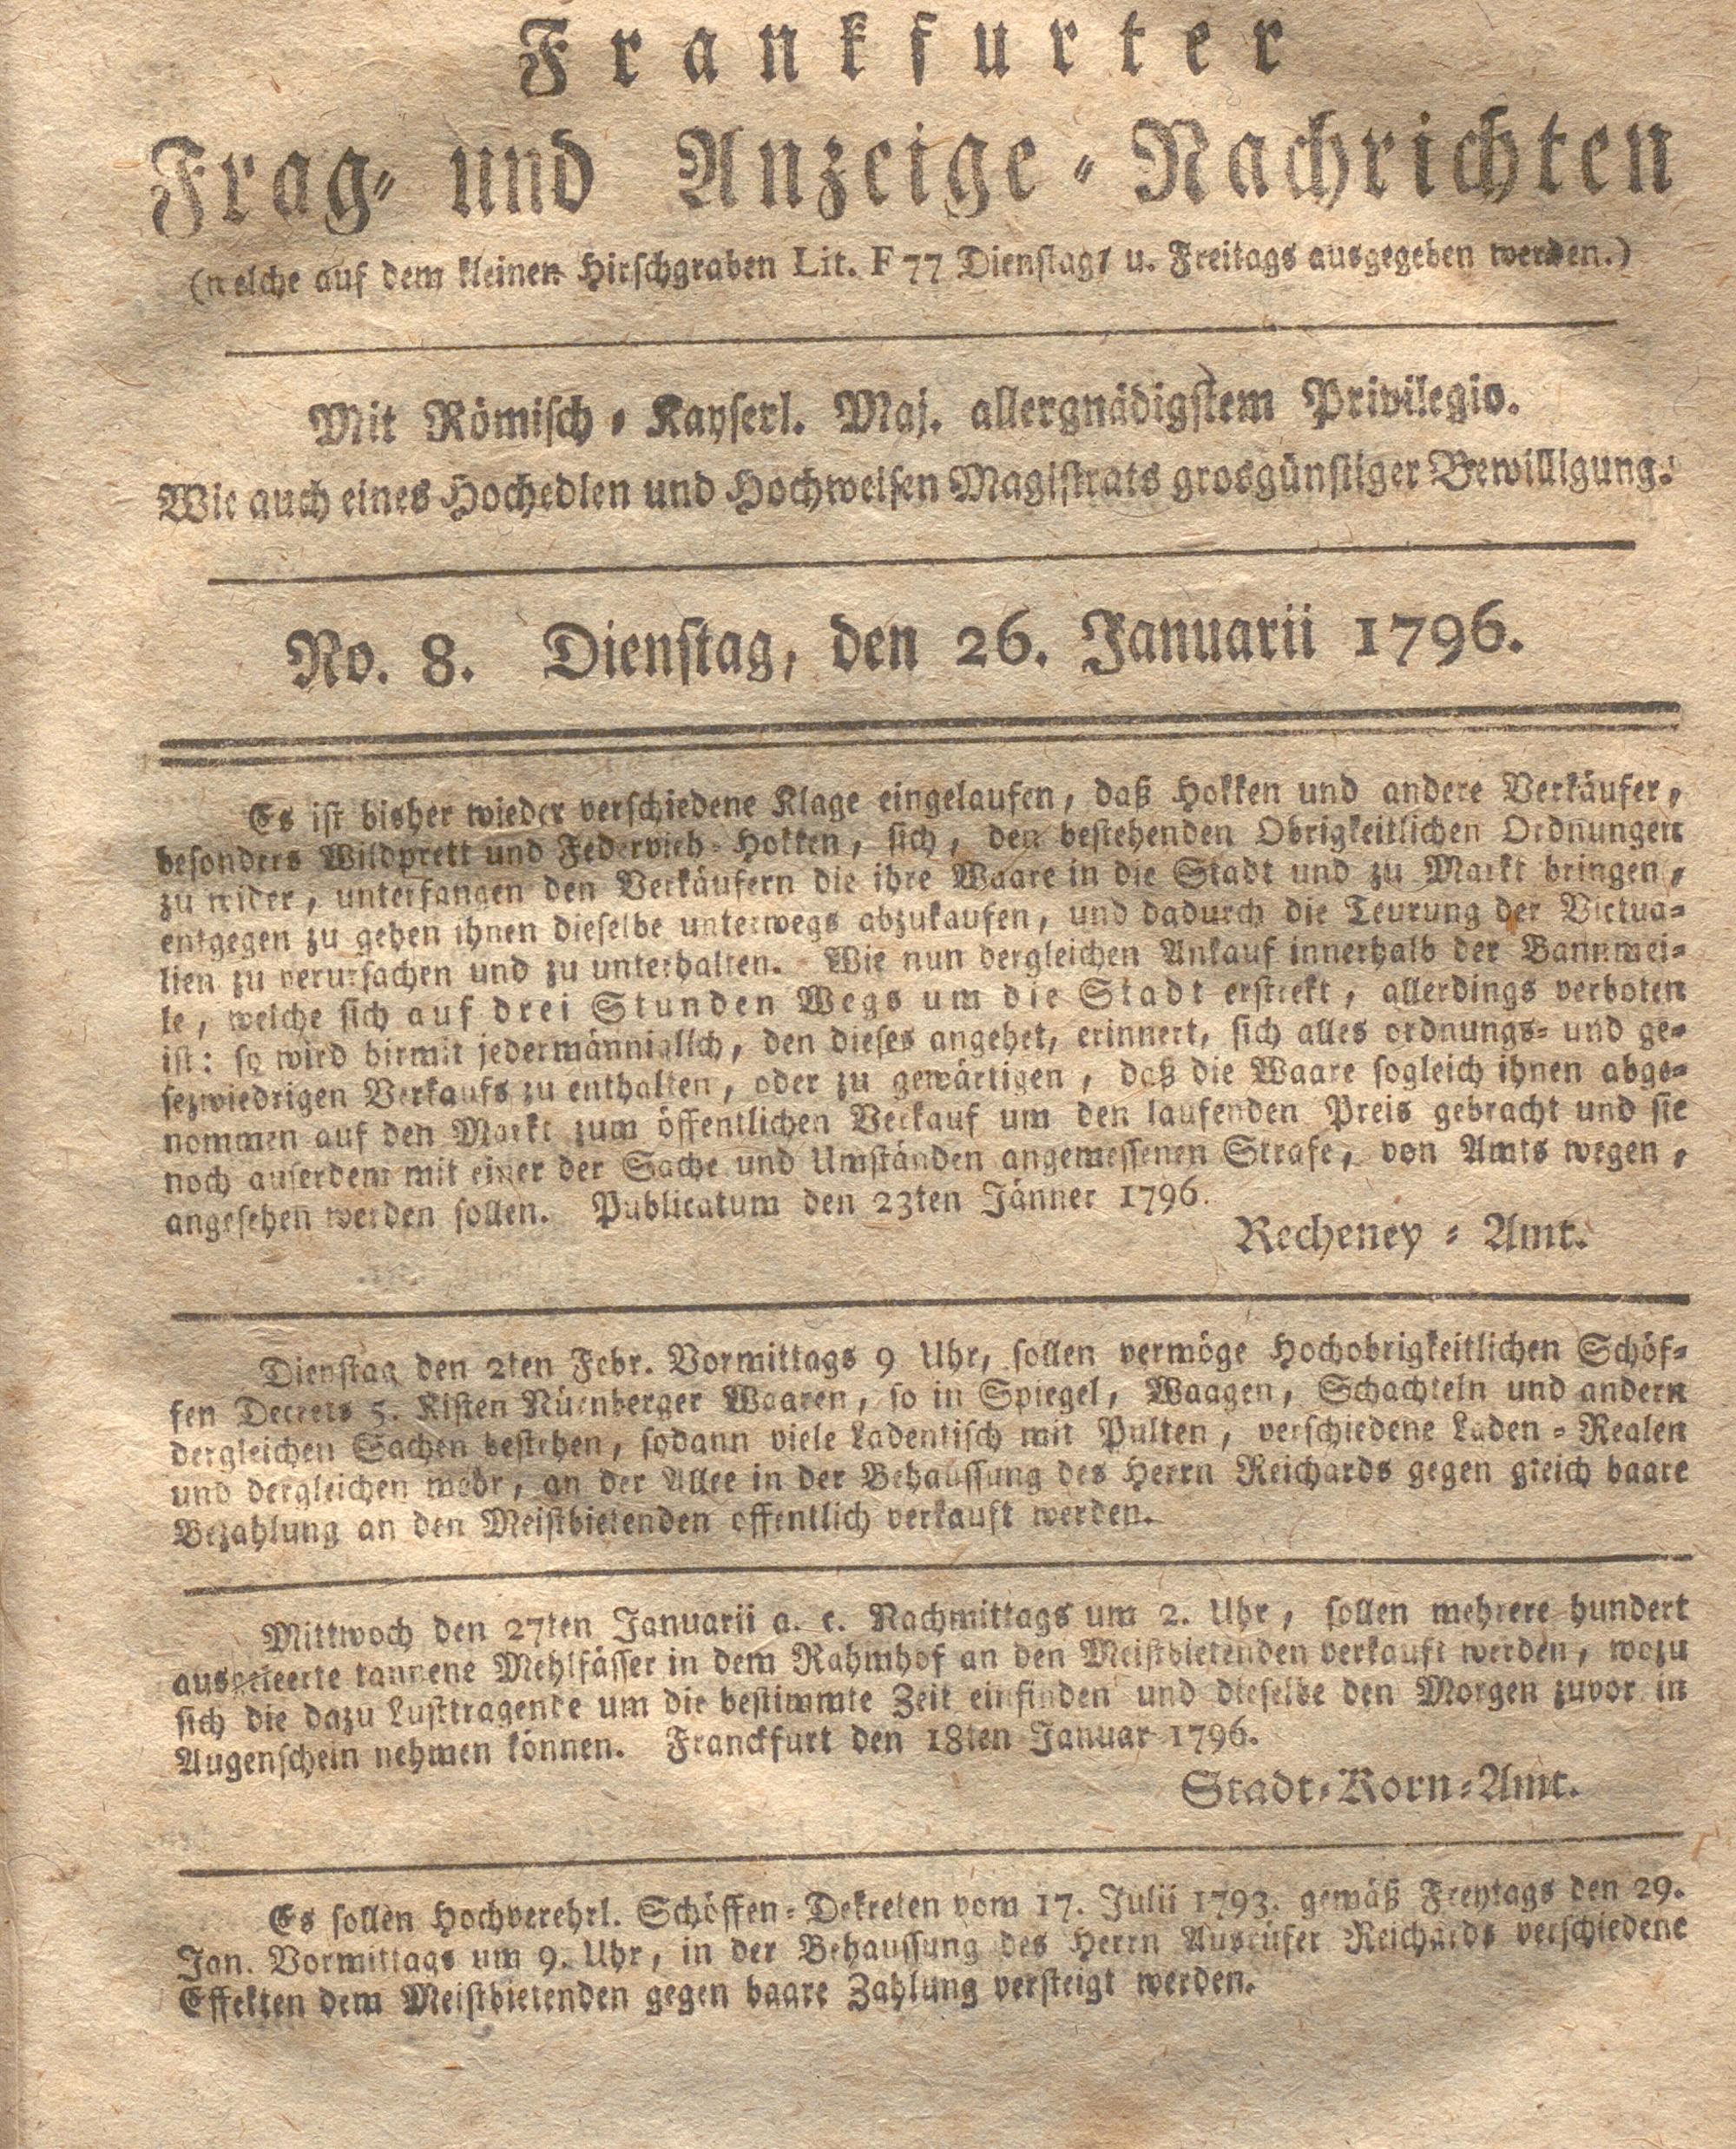 Frankfurter
Frag- und Anzeige-Nachrichten
(welche auf dem kleinen Hirschgraben Lit. F 77 Dienstags u. Freitags ausgegeben werden.)
Mit Römisch-Kayserl. Maj. allergnädigstem Privilegio.
Wie auch eines Hochedlen und Hochweisen Magistrats grosgünstiger Bewilligung.
No. 8. Dienstag, den 26. Januarii 1796.
Es ist bisher wieder verschiedene Klage eingelaufen, daß Hokken und andere Verkäufer,
besonders Wildprett und Federvieh-Hokken, sich, den bestehenden Obrigkeitlichen Ordnungen
zu wider, unterfangen den Verkäufern die ihre Waare in die Stadt und zu Markt bringen,
entgegen zu gehen ihnen dieselbe unterwegs abzukaufen, und dadurch die Teurung der Victua-
lien zu verursachen und zu unterhalten. Wie nun dergleichen Ankauf innerhalb der Bannmei-
le, welche sich auf drei Stunden Wegs um die Stadt erstrekt, allerdings verboten
ist: so wird hirmit jedermänniglich, den dieses angehet, erinnert, sich alles ordnungs- und ge-
sezwiedrigen Verkaufs zu enthalten, oder zu gewärtigen, daß die Waare sogleich ihnen abge-
nommen auf den Markt zum öffentlichen Verkauf um den laufenden Preis gebracht und sie
noch auserdem mit einer der Sache und Umständen angemessenen Strafe, von Amts wegen,
angesehen werden sollen. Publicatum den 23ten Jänner 1796.
Recheney-Amt.
Dienstag den 2ten Febr. Vormittags 9 Uhr, sollen vermöge Hochobrigkeitlichen Schöf-
fen Decrets 5. Kisten Nürnberger Waaren, so in Spiegel, Waagen, Schachteln und andern
dergleichen Sachen bestehen, sodann viele Ladentisch mit Pulten, verschiedene Laden-Realen
und dergleichen mehr, an der Allee in der Behaussung des Herrn Reichards gegen gleich baare
Bezahlung an den Meistbietenden offentlich verkauft werden.
Mittwoch den 27ten Januarii a. c. Nachmittags um 2. Uhr, sollen mehrere hundert
ausgeleerte tannene Mehlfässer in dem Rahmhof an den Meistbietenden verkauft werden, wozu
sich die dazu Lusttragende um die bestimmte Zeit einfinden und dieselbe den Morgen zuvor in
Augenschein nehmen können. Franckfurt den 18ten Januar 1796.
Stadt-Korn-Amt.
Es sollen Hochverehrl. Schöffen-Dekreten vom 17. Julii 1793. gemäß Freytags den 29.
Jan. Vormittags um 9. Uhr, in der Behaussung des Herrn Ausrüfer Reichards verschiedene
Effekten dem Meistbietenden gegen baare Zahlung versteigt werden.